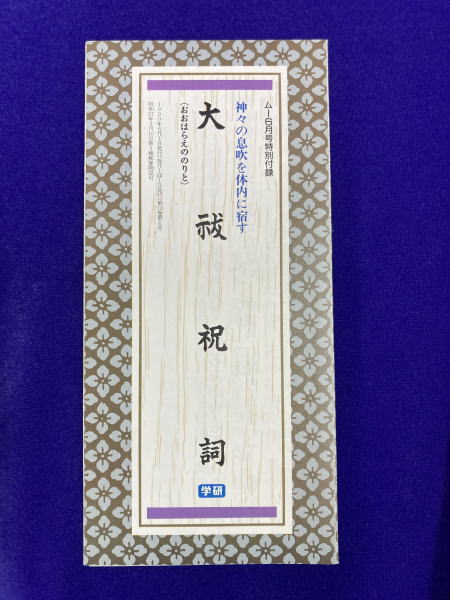 ムー6月号特別付録
神々の息吹を体内に宿す
大祓祝詞
(おおはらえののりと)
学研